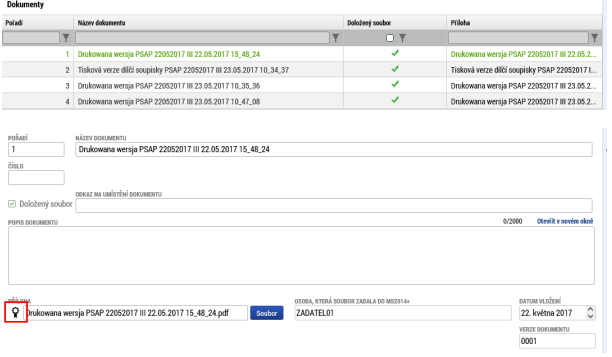 Dokumenty
Pořadí Název dokumentu Doložený soubor Příloha
1 Drukowana wersja PSAP 22052017 III 22.05.2017 15_48_24 Drukowana wersja PSAP 22052017 III 22.05.2...
2 Tisková verze dílčí soupisky PSAP 22052017 III 23.05.2017 10_34_37 Tisková verze dílčí soupisky PSAP 22052017 I...
3 Drukowana wersja PSAP 22052017 III 23.05.2017 10_35_36 Drukowana wersja PSAP 22052017 III 23.05.2...
4 Drukowana wersja PSAP 22052017 III 23.05.2017 10_47_08 Drukowana wersja PSAP 22052017 III 23.05.2...
POŘADÍ NÁZEV DOKUMENTU
1 Drukowana wersja PSAP 22052017 III 22.05.2017 15_48_24
ČÍSLO
ODKAZ NA UMÍSTĚNÍ DOKUMENTU
Doložený soubor
POPIS DOKUMENTU 0/2000 Otevřít v novém okně
PŘÍLOHA OSOBA, KTERÁ SOUBOR ZADALA DO MS2014+ DATUM VLOŽENÍ
Drukowana wersja PSAP 22052017 III 22.05.2017 15_48_24.pdf Soubor ZADATEL01 22. května 2017
VERZE DOKUMENTU
0001